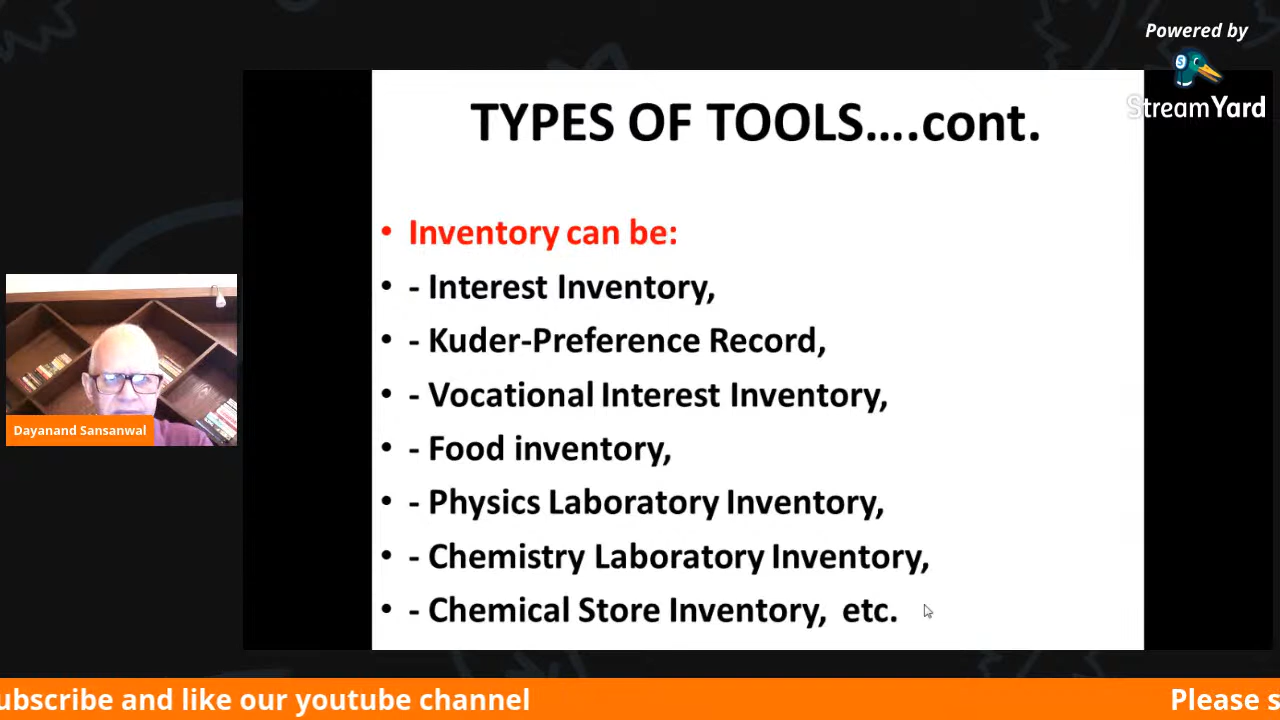 Powered by
StreamYard
TYPES OF TOOLS....cont.
• Inventory can be:
• - Interest Inventory,
• - Kuder-Preference Record,
• - Vocational Interest Inventory,
• - Food inventory,
• - Physics Laboratory Inventory,
• - Chemistry Laboratory Inventory,
• - Chemical Store Inventory, etc.
Dayanand Sansanwal
ubscribe and like our youtube channel
Please s